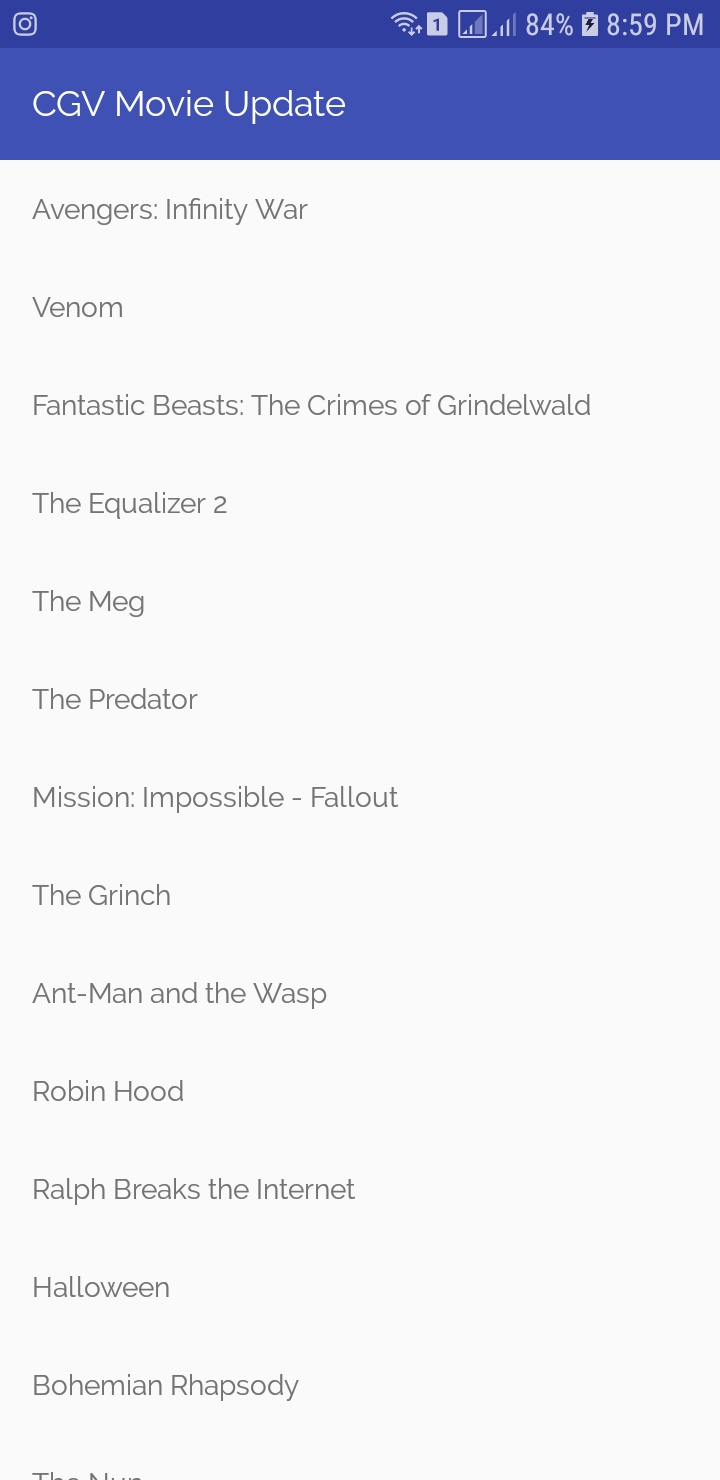 1 84% 8:59 PM
CGV Movie Update
Avengers: Infinity War
Venom
Fantastic Beasts: The Crimes of Grindelwald
The Equalizer 2
The Meg
The Predator
Mission: Impossible - Fallout
The Grinch
Ant-Man and the Wasp
Robin Hood
Ralph Breaks the Internet
Halloween
Bohemian Rhapsody
The Nun